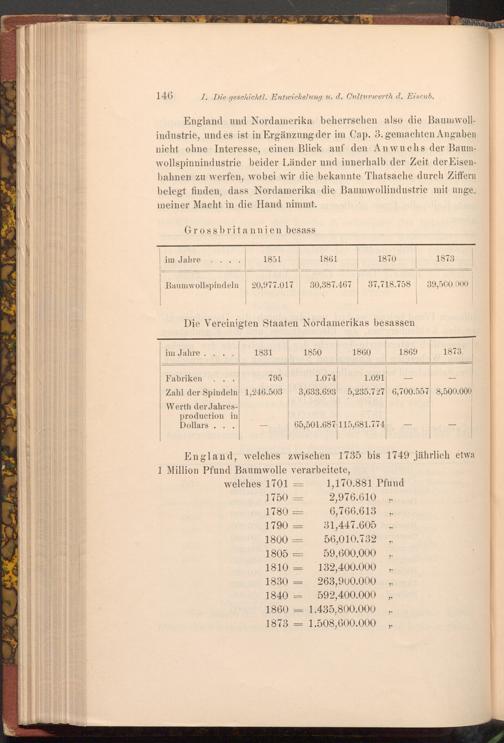 146 I. Die geschichtl. Entwickelung u. d. Culturwerth d. Eisenb.
England und Nordamerika beherrschen also die Baumwoll-
industrie, und es ist in Ergänzung der im Cap. 3. gemachten Angaben
nicht ohne Interesse, einen Blick auf den Anwuchs der Baum-
wollspinnindustrie beider Länder und innerhalb der Zeit der Eisen-
bahnen zu werfen, wobei wir die bekannte Thatsache durch Ziffern
belegt finden, dass Nordamerika die Baumwollindustrie mit unge-
meiner Macht in die Hand nimmt.
Grossbritannien besass
im Jahre . . . . 1851 1861 1870 1873
Baumwollspindeln 20,977.017 30,387.467 37,718.758 39,500.000
Die Vereinigten Staaten Nordamerikas besassen
im Jahre . . . . 1831 1850 1860 1869 1873
Fabriken . . . 795 1.074 1.091 — —
Zahl der Spindeln 1,246.503 3,633.693 5,235.727 6,700.557 8,500.000
Werth der Jahres-
production in
Dollars . . . — 65,501.687 115,681.774 — —
England, welches zwischen 1735 bis 1749 jährlich etwa
1 Million Pfund Baumwolle verarbeitete,
welches 1701 = 1,170.881 Pfund
1750 = 2,976.610 „
1780 = 6,766.613 „
1790 = 31,447.605 „
1800 = 56,010.732 „
1805 = 59,600,000 „
1810 = 132,400.000 „
1830 = 263,900.000 „
1840 = 592,400.000 „
1860 = 1.435,800.000 „
1873 = 1.508,600.000 „